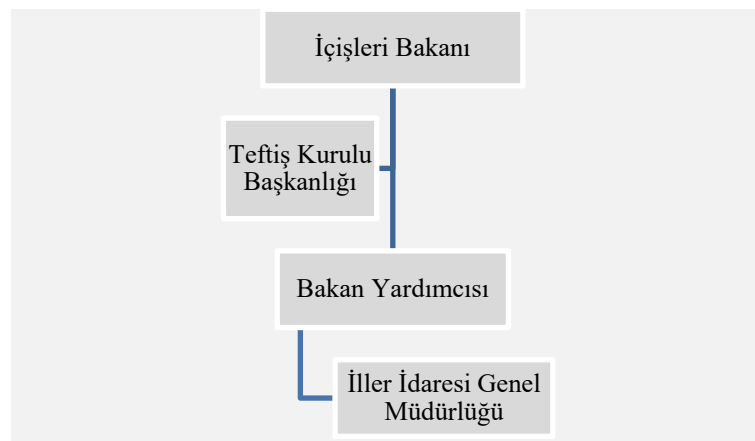 İçişleri Bakanı
Teftiş Kurulu
Başkanlığı
Bakan Yardımcısı
İller İdaresi Genel
Müdürlüğü